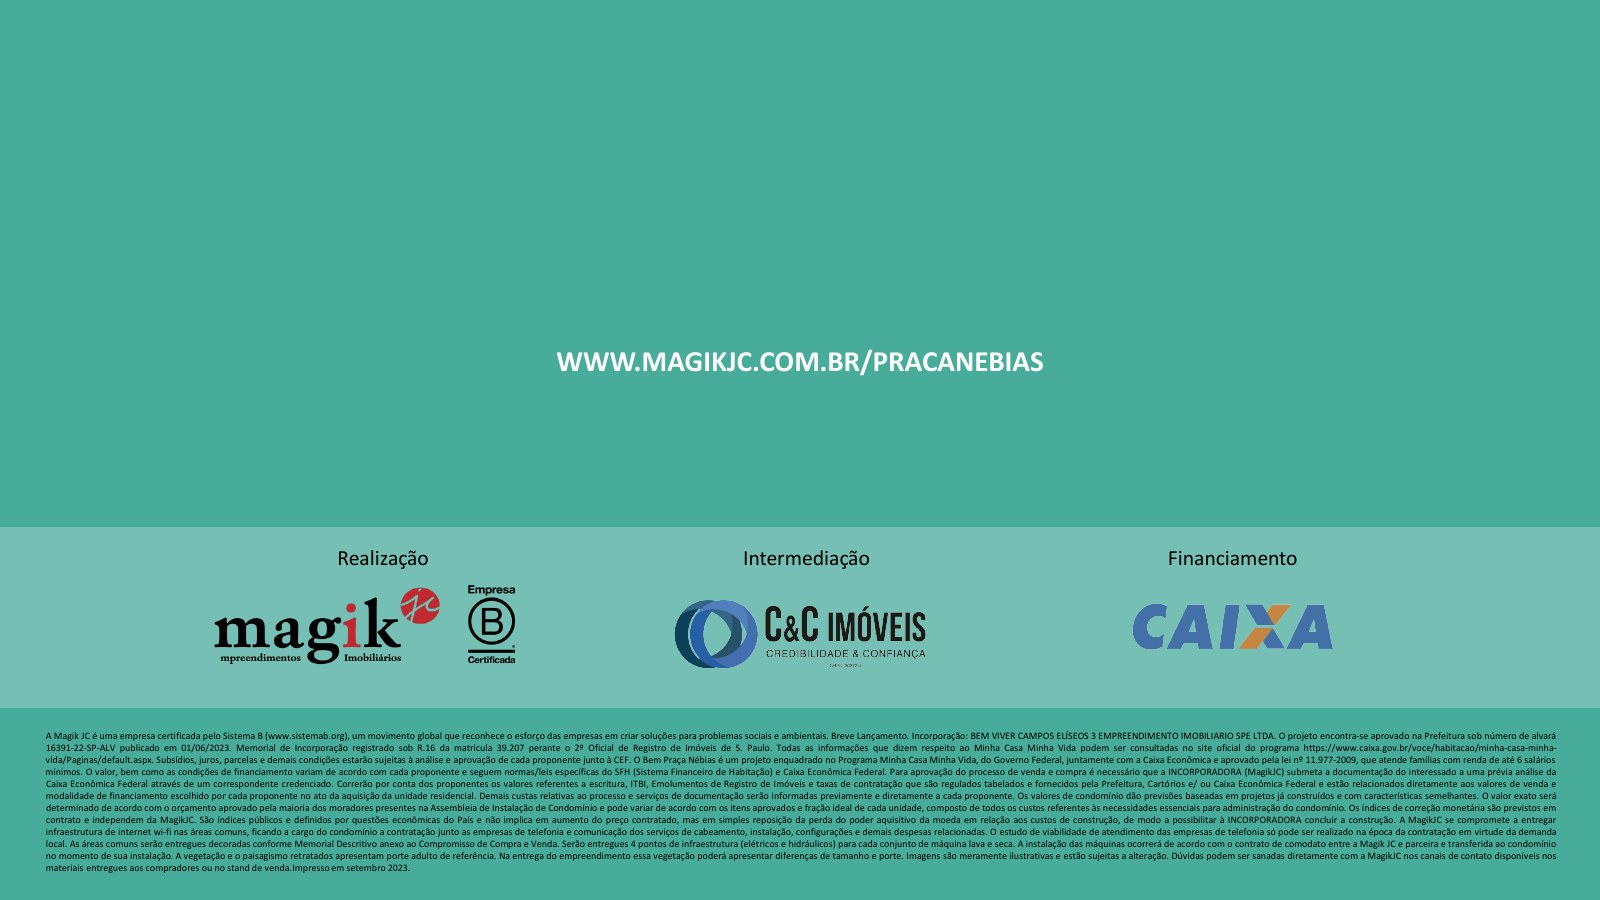 WWW.MAGIKJC.COM.BR/PRACANEBIAS
Realização
Intermediação
Financiamento
magik jc
mpreendimentos Imobiliários
Empresa
B
Certificada
C&C IMÓVEIS
CREDIBILIDADE & CONFIANÇA
CAIXA
A Magik JC é uma empresa certificada pelo Sistema B (www.sistemab.org), um movimento global que reconhece o esforço das empresas em criar soluções para problemas sociais e ambientais. Breve Lançamento. Incorporação: BEM VIVER CAMPOS ELÍSEOS 3 EMPREENDIMENTO IMOBILIARIO SPE LTDA. O projeto encontra-se aprovado na Prefeitura sob número de alvará
16391-22-SP-ALV publicado em 01/06/2023. Memorial de Incorporação registrado sob R.16 da matrícula 39.207 perante o 2º Oficial de Registro de Imóveis de S. Paulo. Todas as informações que dizem respeito ao Minha Casa Minha Vida podem ser consultadas no site oficial do programa https://www.caixa.gov.br/voce/habitacao/minha-casa-minha-
vida/Paginas/default.aspx. Subsídios, juros, parcelas e demais condições estarão sujeitas à análise e aprovação de cada proponente junto à CEF. O Bem Praça Nébias é um projeto enquadrado no Programa Minha Casa Minha Vida, do Governo Federal, juntamente com a Caixa Econômica e aprovado pela lei nº 11.977-2009, que atende famílias com renda de até 6 salários
mínimos. O valor, bem como as condições de financiamento variam de acordo com cada proponente e seguem normas/leis específicas do SFH (Sistema Financeiro de Habitação) e Caixa Econômica Federal. Para aprovação do processo de venda e compra é necessário que a INCORPORADORA (MagikJC) submeta a documentação do interessado a uma prévia análise da
Caixa Econômica Federal através de um correspondente credenciado. Correrão por conta dos proponentes os valores referentes a escritura, ITBI, Emolumentos de Registro de Imóveis e taxas de contratação que são regulados tabelados e fornecidos pela Prefeitura, Cartórios e/ ou Caixa Econômica Federal e estão relacionados diretamente aos valores de venda e
modalidade de financiamento escolhido por cada proponente no ato da aquisição da unidade residencial. Demais custas relativas ao processo e serviços de documentação serão informadas previamente e diretamente a cada proponente. Os valores de condomínio dão previsões baseadas em projetos já construídos e com características semelhantes. O valor exato será
determinado de acordo com o orçamento aprovado pela maioria dos moradores presentes na Assembleia de Instalação de Condomínio e pode variar de acordo com os itens aprovados e fração ideal de cada unidade, composto de todos os custos referentes às necessidades essenciais para administração do condomínio. Os índices de correção monetária são previstos em
contrato e independem da MagikJC. São índices públicos e definidos por questões econômicas do País e não implica em aumento do preço contratado, mas em simples reposição da perda do poder aquisitivo da moeda em relação aos custos de construção, de modo a possibilitar à INCORPORADORA concluir a construção. A MagikJC se compromete a entregar
infraestrutura de internet wi-fi nas áreas comuns, ficando a cargo do condomínio a contratação junto as empresas de telefonia e comunicação dos serviços de cabeamento, instalação, configurações e demais despesas relacionadas. O estudo de viabilidade de atendimento das empresas de telefonia só pode ser realizado na época da contratação em virtude da demanda
local. As áreas comuns serão entregues decoradas conforme Memorial Descritivo anexo ao Compromisso de Compra e Venda. Serão entregues 4 pontos de infraestrutura (elétricos e hidráulicos) para cada conjunto de máquina lava e seca. A instalação das máquinas ocorrerá de acordo com o contrato de comodato entre a Magik JC e parceira e transferida ao condomínio
no momento de sua instalação. A vegetação e o paisagismo retratados apresentam porte adulto de referência. Na entrega do empreendimento essa vegetação poderá apresentar diferenças de tamanho e porte. Imagens são meramente ilustrativas e estão sujeitas a alteração. Dúvidas podem ser sanadas diretamente com a MagikJC nos canais de contato disponíveis nos
materiais entregues aos compradores ou no stand de venda.Impresso em setembro 2023.